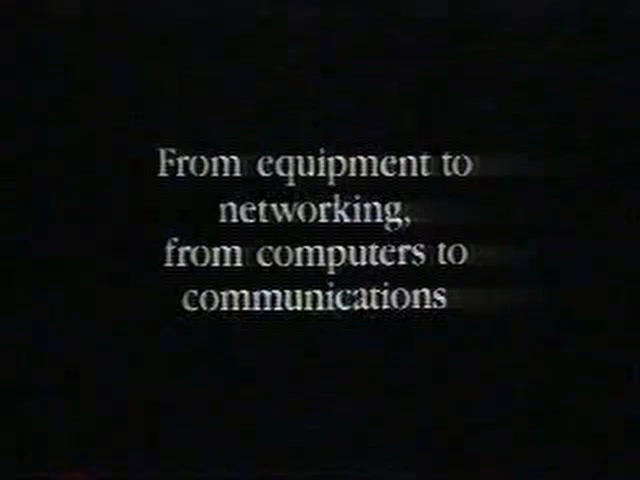 From equipment to
networking,
from computers to
communications